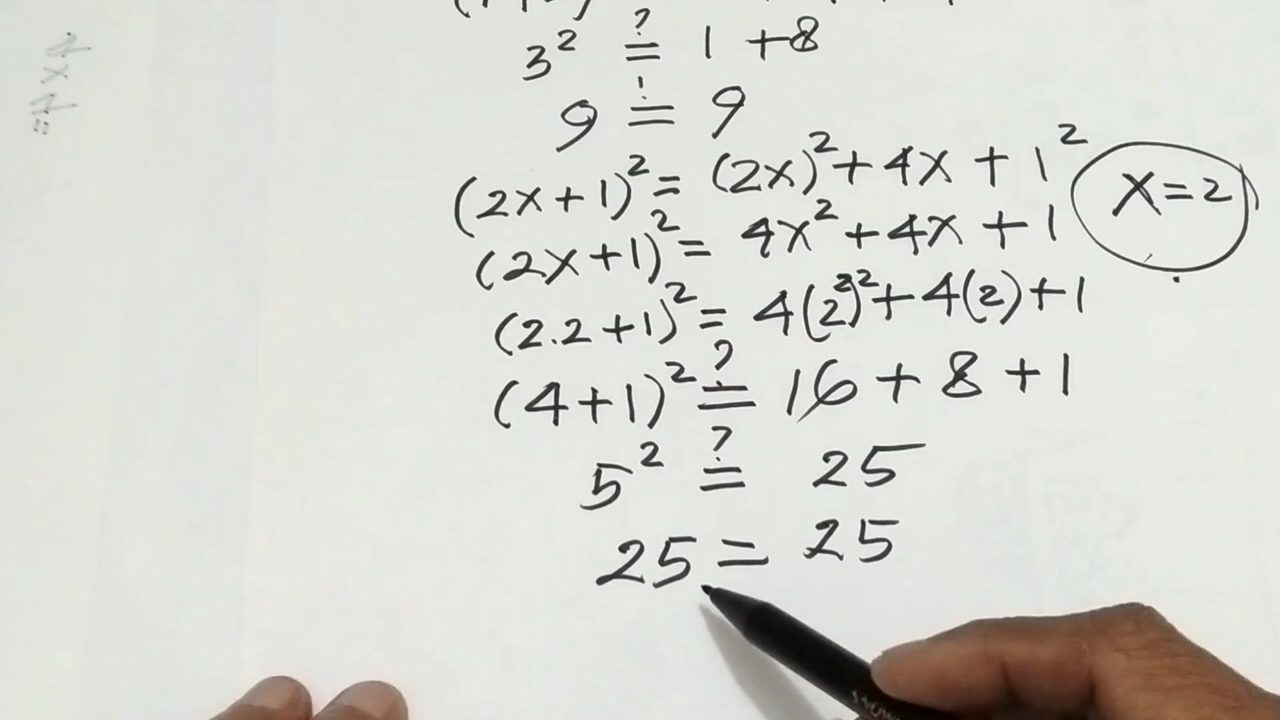 3² ≟ 1 + 8
9 ≟ 9
(2x + 1)² = (2x)² + 4x + 1²
x = 2
(2x + 1)² = 4x² + 4x + 1
(2.2 + 1)² = 4(2)² + 4(2) + 1
(4 + 1)² ≟ 16 + 8 + 1
5² ≟ 25
25 = 25